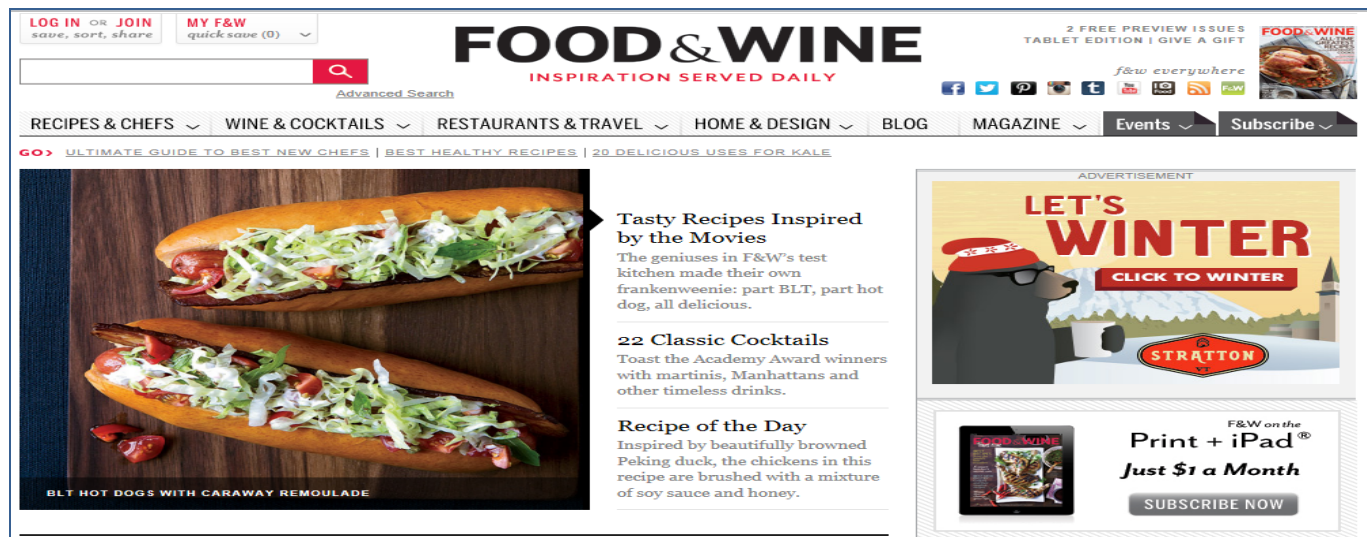 LOG IN OR JOIN
save, sort, share
MY F&W
quick save (0)
Advanced Search
FOOD&WINE
INSPIRATION SERVED DAILY
2 FREE PREVIEW ISSUES
TABLET EDITION | GIVE A GIFT
f&w everywhere
FOOD&WINE
RECIPES & CHEFS
WINE & COCKTAILS
RESTAURANTS & TRAVEL
HOME & DESIGN
BLOG
MAGAZINE
Events
Subscribe
GO> ULTIMATE GUIDE TO BEST NEW CHEFS | BEST HEALTHY RECIPES | 20 DELICIOUS USES FOR KALE
BLT HOT DOGS WITH CARAWAY REMOULADE
Tasty Recipes Inspired
by the Movies
The geniuses in F&W's test
kitchen made their own
frankenweenie: part BLT, part hot
dog, all delicious.
22 Classic Cocktails
Toast the Academy Award winners
with martinis, Manhattans and
other timeless drinks.
Recipe of the Day
Inspired by beautifully browned
Peking duck, the chickens in this
recipe are brushed with a mixture
of soy sauce and honey.
ADVERTISEMENT
LET'S
WINTER
CLICK TO WINTER
STRATTON
VT
FOOD&WINE
F&W on the
Print + iPad®
Just $1 a Month
SUBSCRIBE NOW